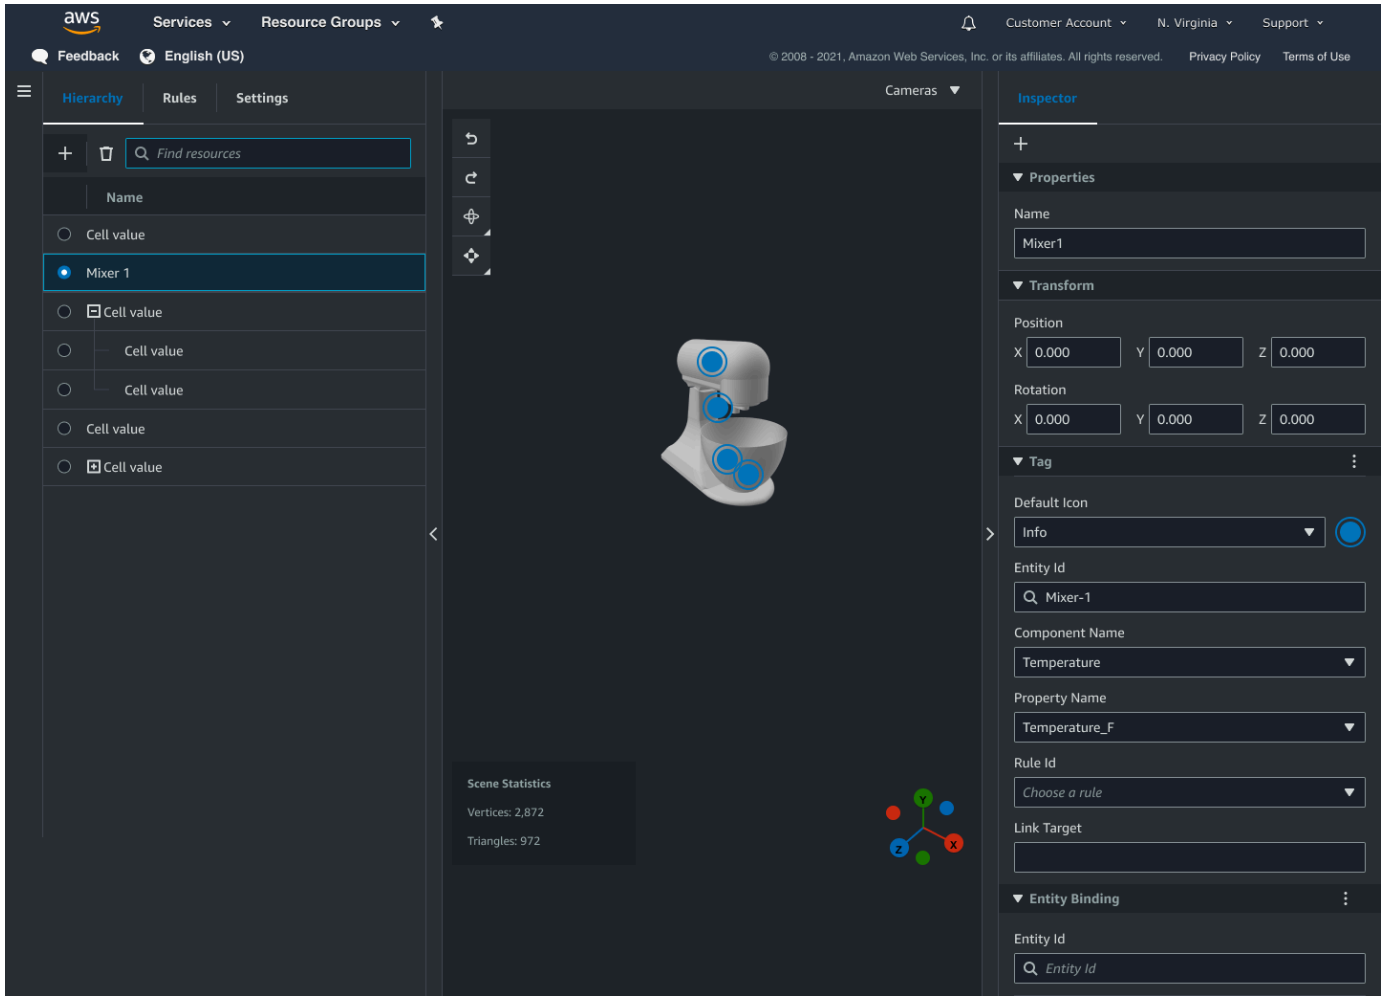 aws Services Resource Groups Customer Account N. Virginia Support
Feedback English (US) © 2008 - 2021, Amazon Web Services, Inc. or its affiliates. All rights reserved. Privacy Policy Terms of Use
Hierarchy Rules Settings
Find resources
Name
Cell value
Mixer 1
Cell value
Cell value
Cell value
Cell value
Cell value
Cameras
Scene Statistics
Vertices: 2,872
Triangles: 972
Y
Z
X
Inspector
Properties
Name
Mixer1
Transform
Position
X 0.000 Y 0.000 Z 0.000
Rotation
X 0.000 Y 0.000 Z 0.000
Tag
Default Icon
Info
Entity Id
Mixer-1
Component Name
Temperature
Property Name
Temperature_F
Rule Id
Choose a rule
Link Target
Entity Binding
Entity Id
Entity Id